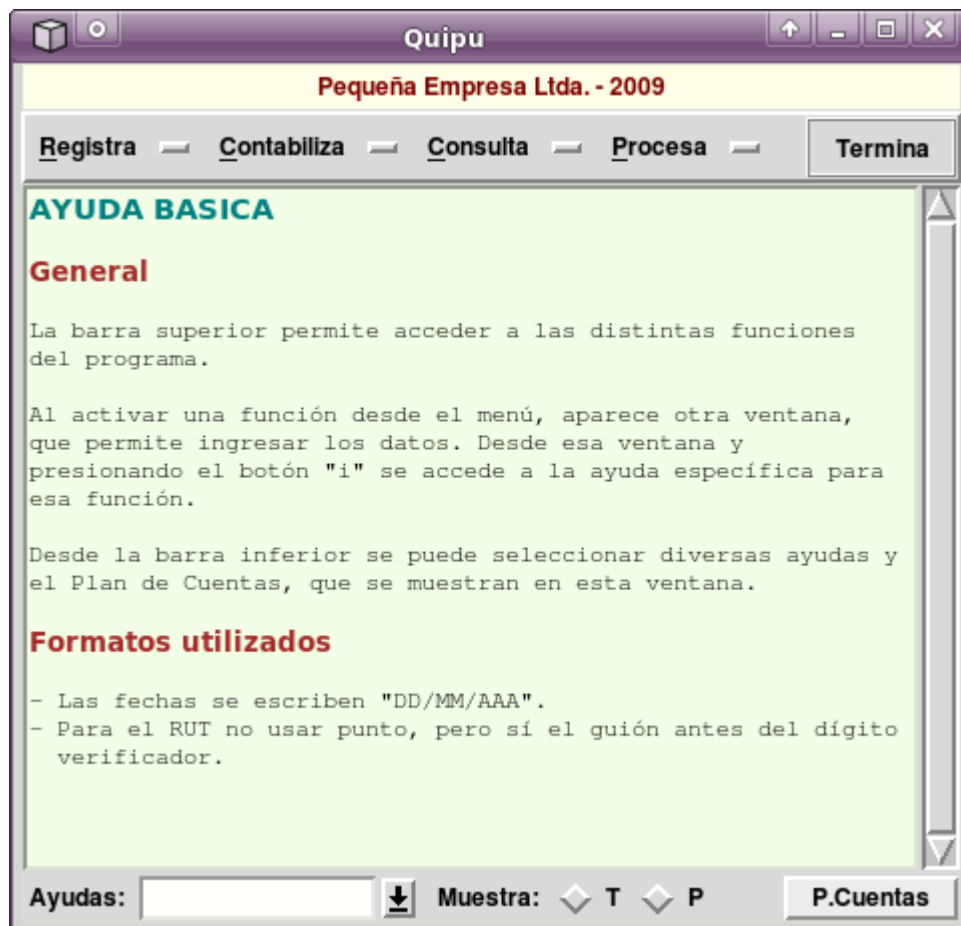 Quipu
Pequeña Empresa Ltda. - 2009
Registra Contabiliza Consulta Procesa Termina
AYUDA BASICA
General
La barra superior permite acceder a las distintas funciones
del programa.
Al activar una función desde el menú, aparece otra ventana,
que permite ingresar los datos. Desde esa ventana y
presionando el botón "i" se accede a la ayuda específica para
esa función.
Desde la barra inferior se puede seleccionar diversas ayudas y
el Plan de Cuentas, que se muestran en esta ventana.
Formatos utilizados
- Las fechas se escriben "DD/MM/AAA".
- Para el RUT no usar punto, pero sí el guión antes del dígito
verificador.
Ayudas: Muestra: T P P.Cuentas